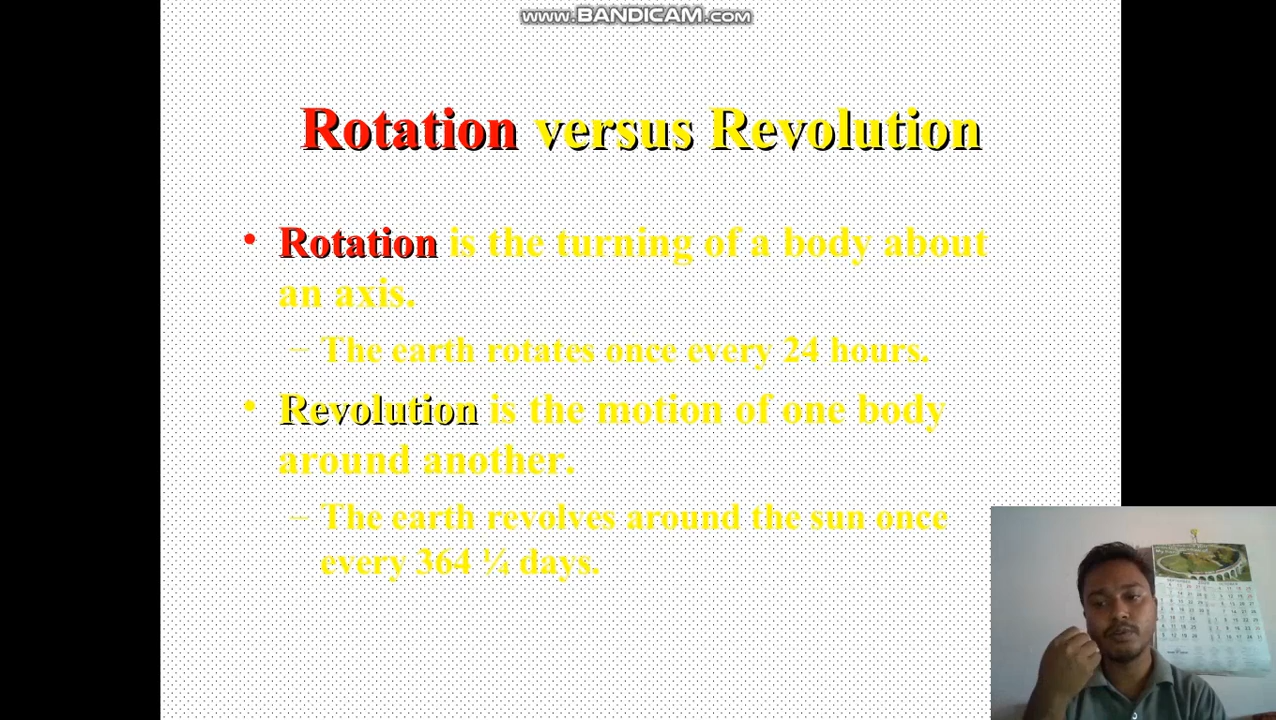 www.BANDICAM.com
Rotation versus Revolution
• Rotation is the turning of a body about
an axis.
– The earth rotates once every 24 hours.
• Revolution is the motion of one body
around another.
– The earth revolves around the sun once
every 364 ¼ days.